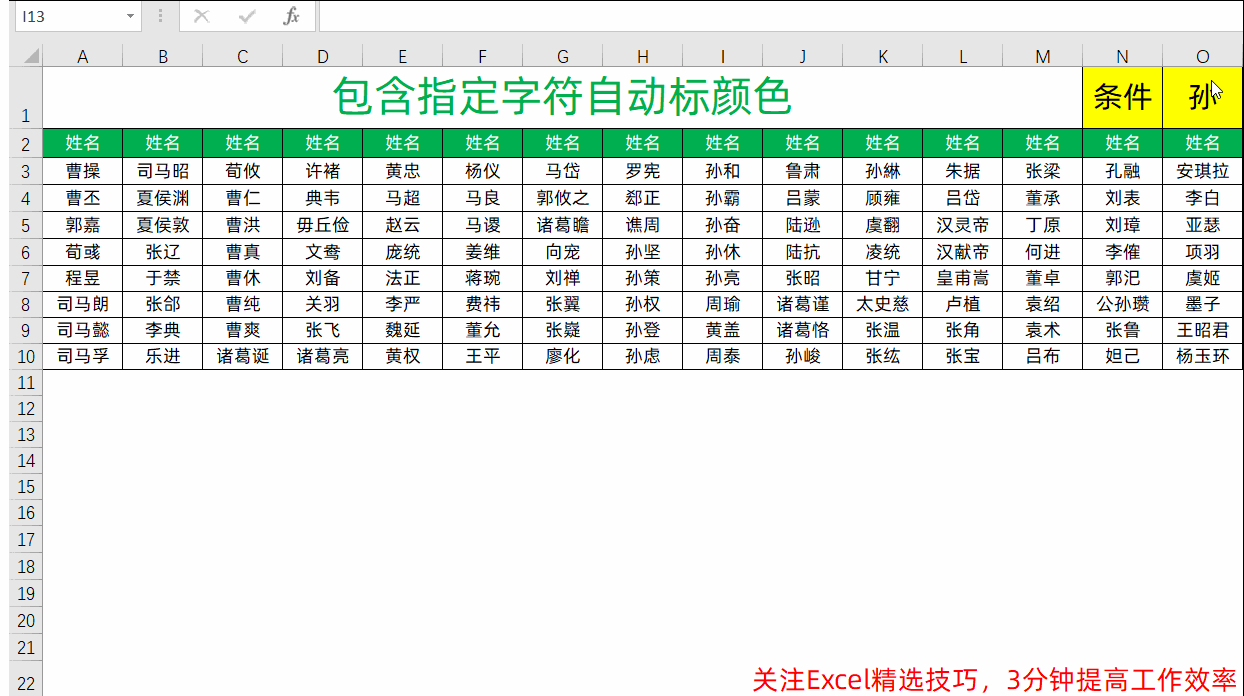 I13 fx
A B C D E F G H I J K L M N O
1 包含指定字符自动标颜色 条件 孙
2 姓名 姓名 姓名 姓名 姓名 姓名 姓名 姓名 姓名 姓名 姓名 姓名 姓名 姓名 姓名
3 曹操 司马昭 荀攸 许褚 黄忠 杨仪 马岱 罗宪 孙和 鲁肃 孙綝 朱据 张梁 孔融 安琪拉
4 曹丕 夏侯渊 曹仁 典韦 马超 马良 郭攸之 郄正 孙霸 吕蒙 顾雍 吕岱 董承 刘表 李白
5 郭嘉 夏侯敦 曹洪 毋丘俭 赵云 马谡 诸葛瞻 谯周 孙奋 陆逊 虞翻 汉灵帝 丁原 刘璋 亚瑟
6 荀彧 张辽 曹真 文鸯 庞统 姜维 向宠 孙坚 孙休 陆抗 凌统 汉献帝 何进 李傕 项羽
7 程昱 于禁 曹休 刘备 法正 蒋琬 刘禅 孙策 孙亮 张昭 甘宁 皇甫嵩 董卓 郭汜 虞姬
8 司马朗 张郃 曹纯 关羽 李严 费祎 张翼 孙权 周瑜 诸葛谨 太史慈 卢植 袁绍 公孙瓒 墨子
9 司马懿 李典 曹爽 张飞 魏延 董允 张嶷 孙登 黄盖 诸葛恪 张温 张角 袁术 张鲁 王昭君
10 司马孚 乐进 诸葛诞 诸葛亮 黄权 王平 廖化 孙虑 周泰 孙峻 张纮 张宝 吕布 妲己 杨玉环
11
12
13
14
15
16
17
18
19
20
21
22 关注Excel精选技巧，3分钟提高工作效率